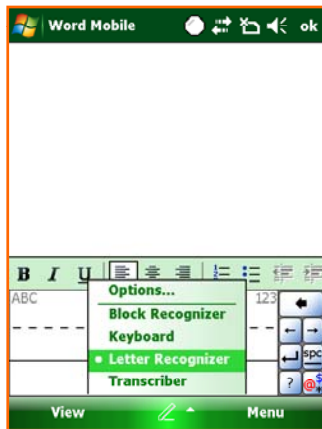 Word Mobile ok
B I U
ABC 123
Options...
Block Recognizer
Keyboard
Letter Recognizer
Transcriber
spc
? @ $
View Menu